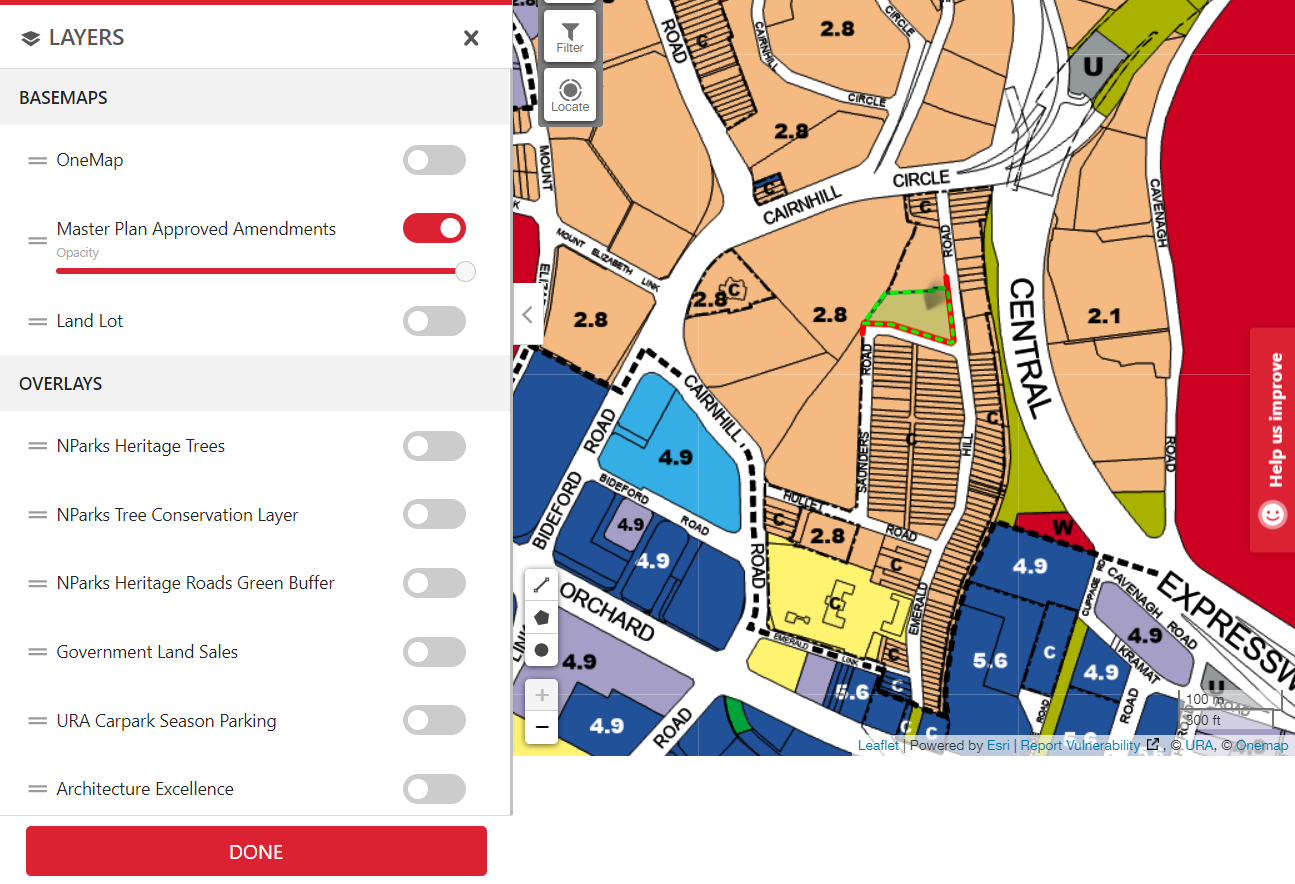 LAYERS
BASEMAPS
OneMap
Master Plan Approved Amendments
Opacity
Land Lot
OVERLAYS
NParks Heritage Trees
NParks Tree Conservation Layer
NParks Heritage Roads Green Buffer
Government Land Sales
URA Carpark Season Parking
Architecture Excellence
DONE
Filter
Locate
ROAD
C
CAIRNHILL
CIRCLE
2.8
CIRCLE
2.8
U
MOUNT
C
CAIRNHILL
CIRCLE
C
ROAD
CAVENAGH
MOUNT ELIZABETH LINK
2.8
2.8
C
2.8
CENTRAL
2.1
CAIRNHILL
ROAD
SAUNDERS
ROAD
C
HILL
C
ROAD
4.9
BIDEFORD
ROAD
BIDEFORD
ROAD
4.9
4.9
HULLET
ROAD
C
2.8
C
W
4.9
ROAD
C
EMERALD
EMERALD LINK
C
ORCHARD
4.9
4.9
ROAD
5.6
C
C
C
5.6
C
CUPPAGE
CAVENAGH
ROAD
4.9
KRAMAT
ROAD
4.9
ROAD
EXPRESSW
U
ROAD
5.6
100 m
300 ft
Help us improve
Leaflet | Powered by Esri | Report Vulnerability , © URA, © Onemap